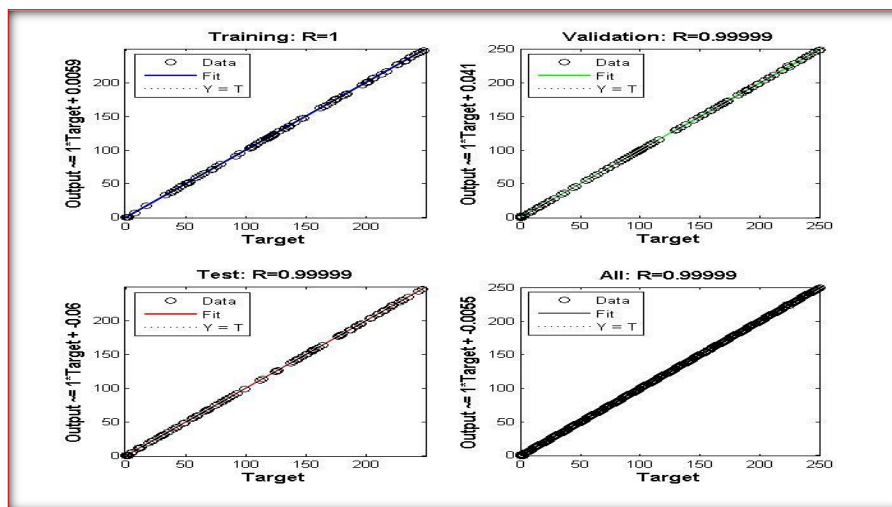 Training: R=1
Output ~= 1*Target + 0.0059
Data
Fit
Y = T
200
150
100
50
0
0
50
100
150
200
Target
Validation: R=0.99999
Output ~= 1*Target + 0.041
Data
Fit
Y = T
250
200
150
100
50
0
0
50
100
150
200
250
Target
Test: R=0.99999
Output ~= 1*Target + -0.06
Data
Fit
Y = T
200
150
100
50
0
0
50
100
150
200
Target
All: R=0.99999
Output ~= 1*Target + -0.0055
Data
Fit
Y = T
250
200
150
100
50
0
0
50
100
150
200
250
Target